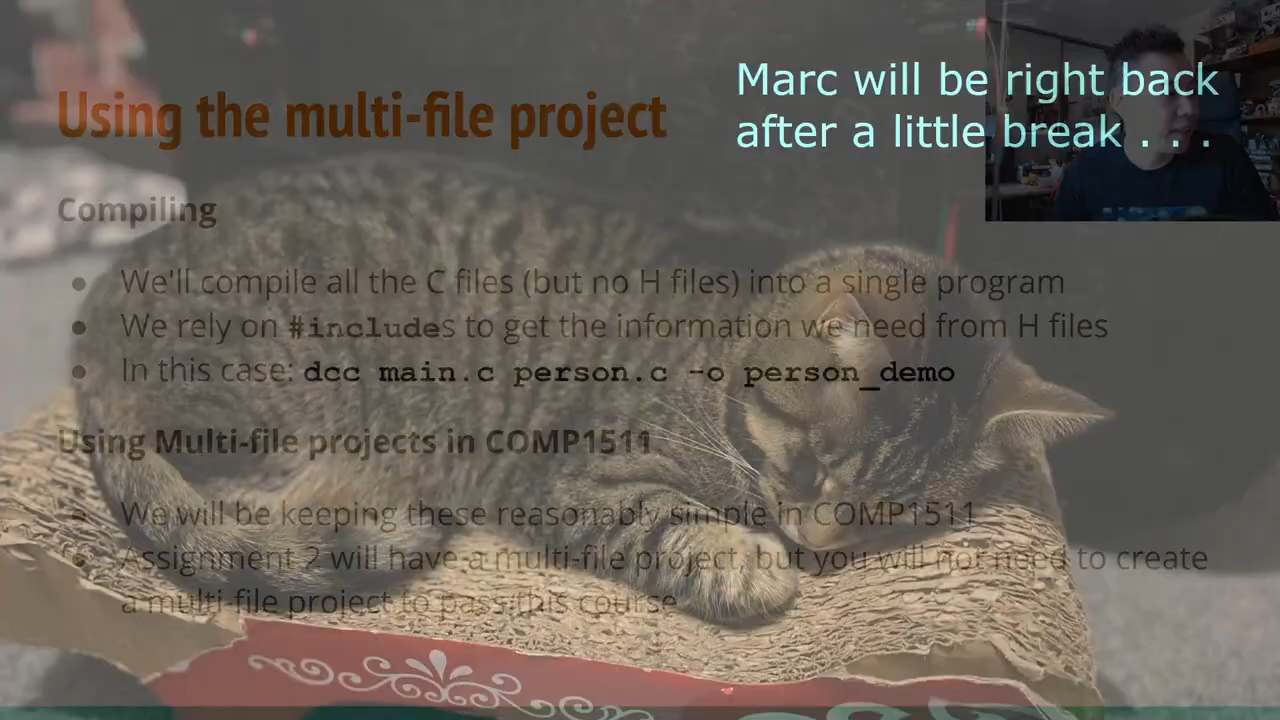 Marc will be right back
after a little break . . .
Using the multi-file project
Compiling
● We'll compile all the C files (but no H files) into a single program
● We rely on #includes to get the information we need from H files
● In this case: dcc main.c person.c -o person_demo
Using Multi-file projects in COMP1511
● We will be keeping these reasonably simple in COMP1511
● Assignment 2 will have a multi-file project, but you will not need to create
a multi-file project to pass this course